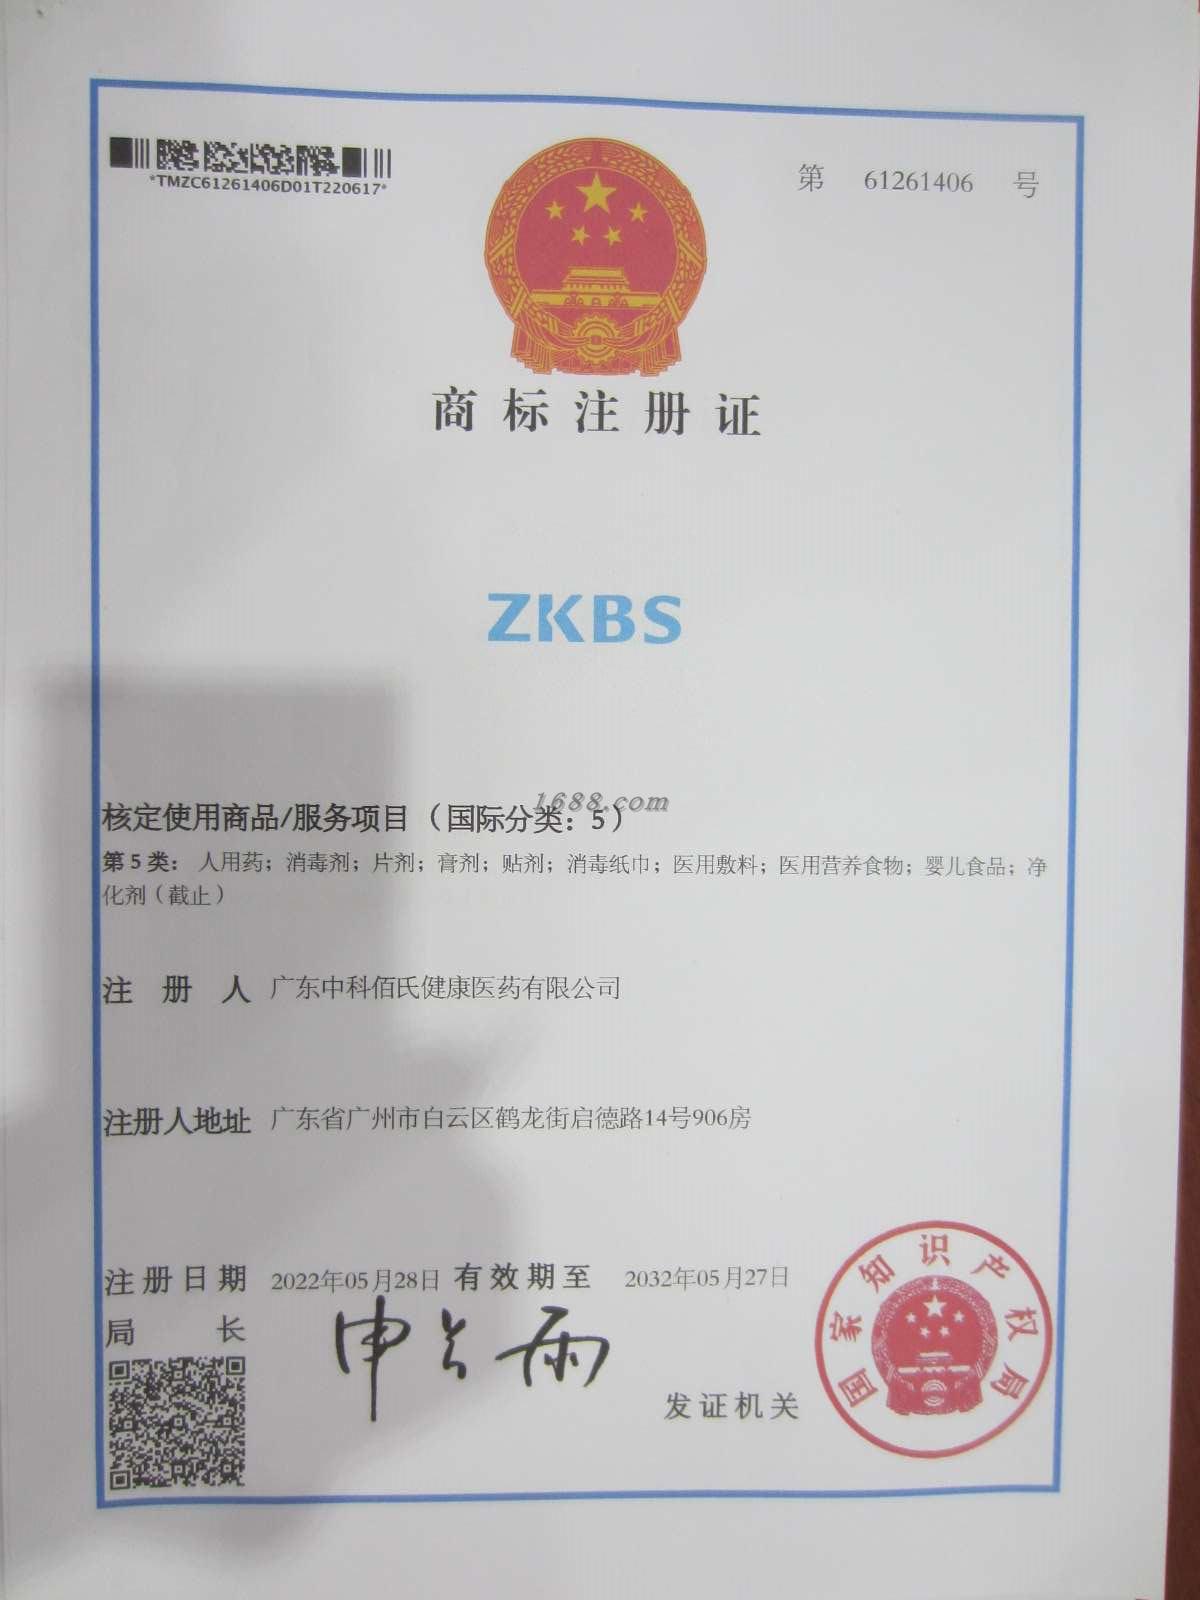 *TMZC61261406D01T220617*
第 61261406 号
商标注册证
ZKBS
1688.com
核定使用商品/服务项目（国际分类：5）
第5类：人用药；消毒剂；片剂；膏剂；贴剂；消毒纸巾；医用敷料；医用营养食物；婴儿食品；净
化剂（截止）
注册人 广东中科佰氏健康医药有限公司
注册人地址 广东省广州市白云区鹤龙街启德路14号906房
注册日期 2022年05月28日 有效期至 2032年05月27日
局长 申长雨
发证机关
国家知识产权局